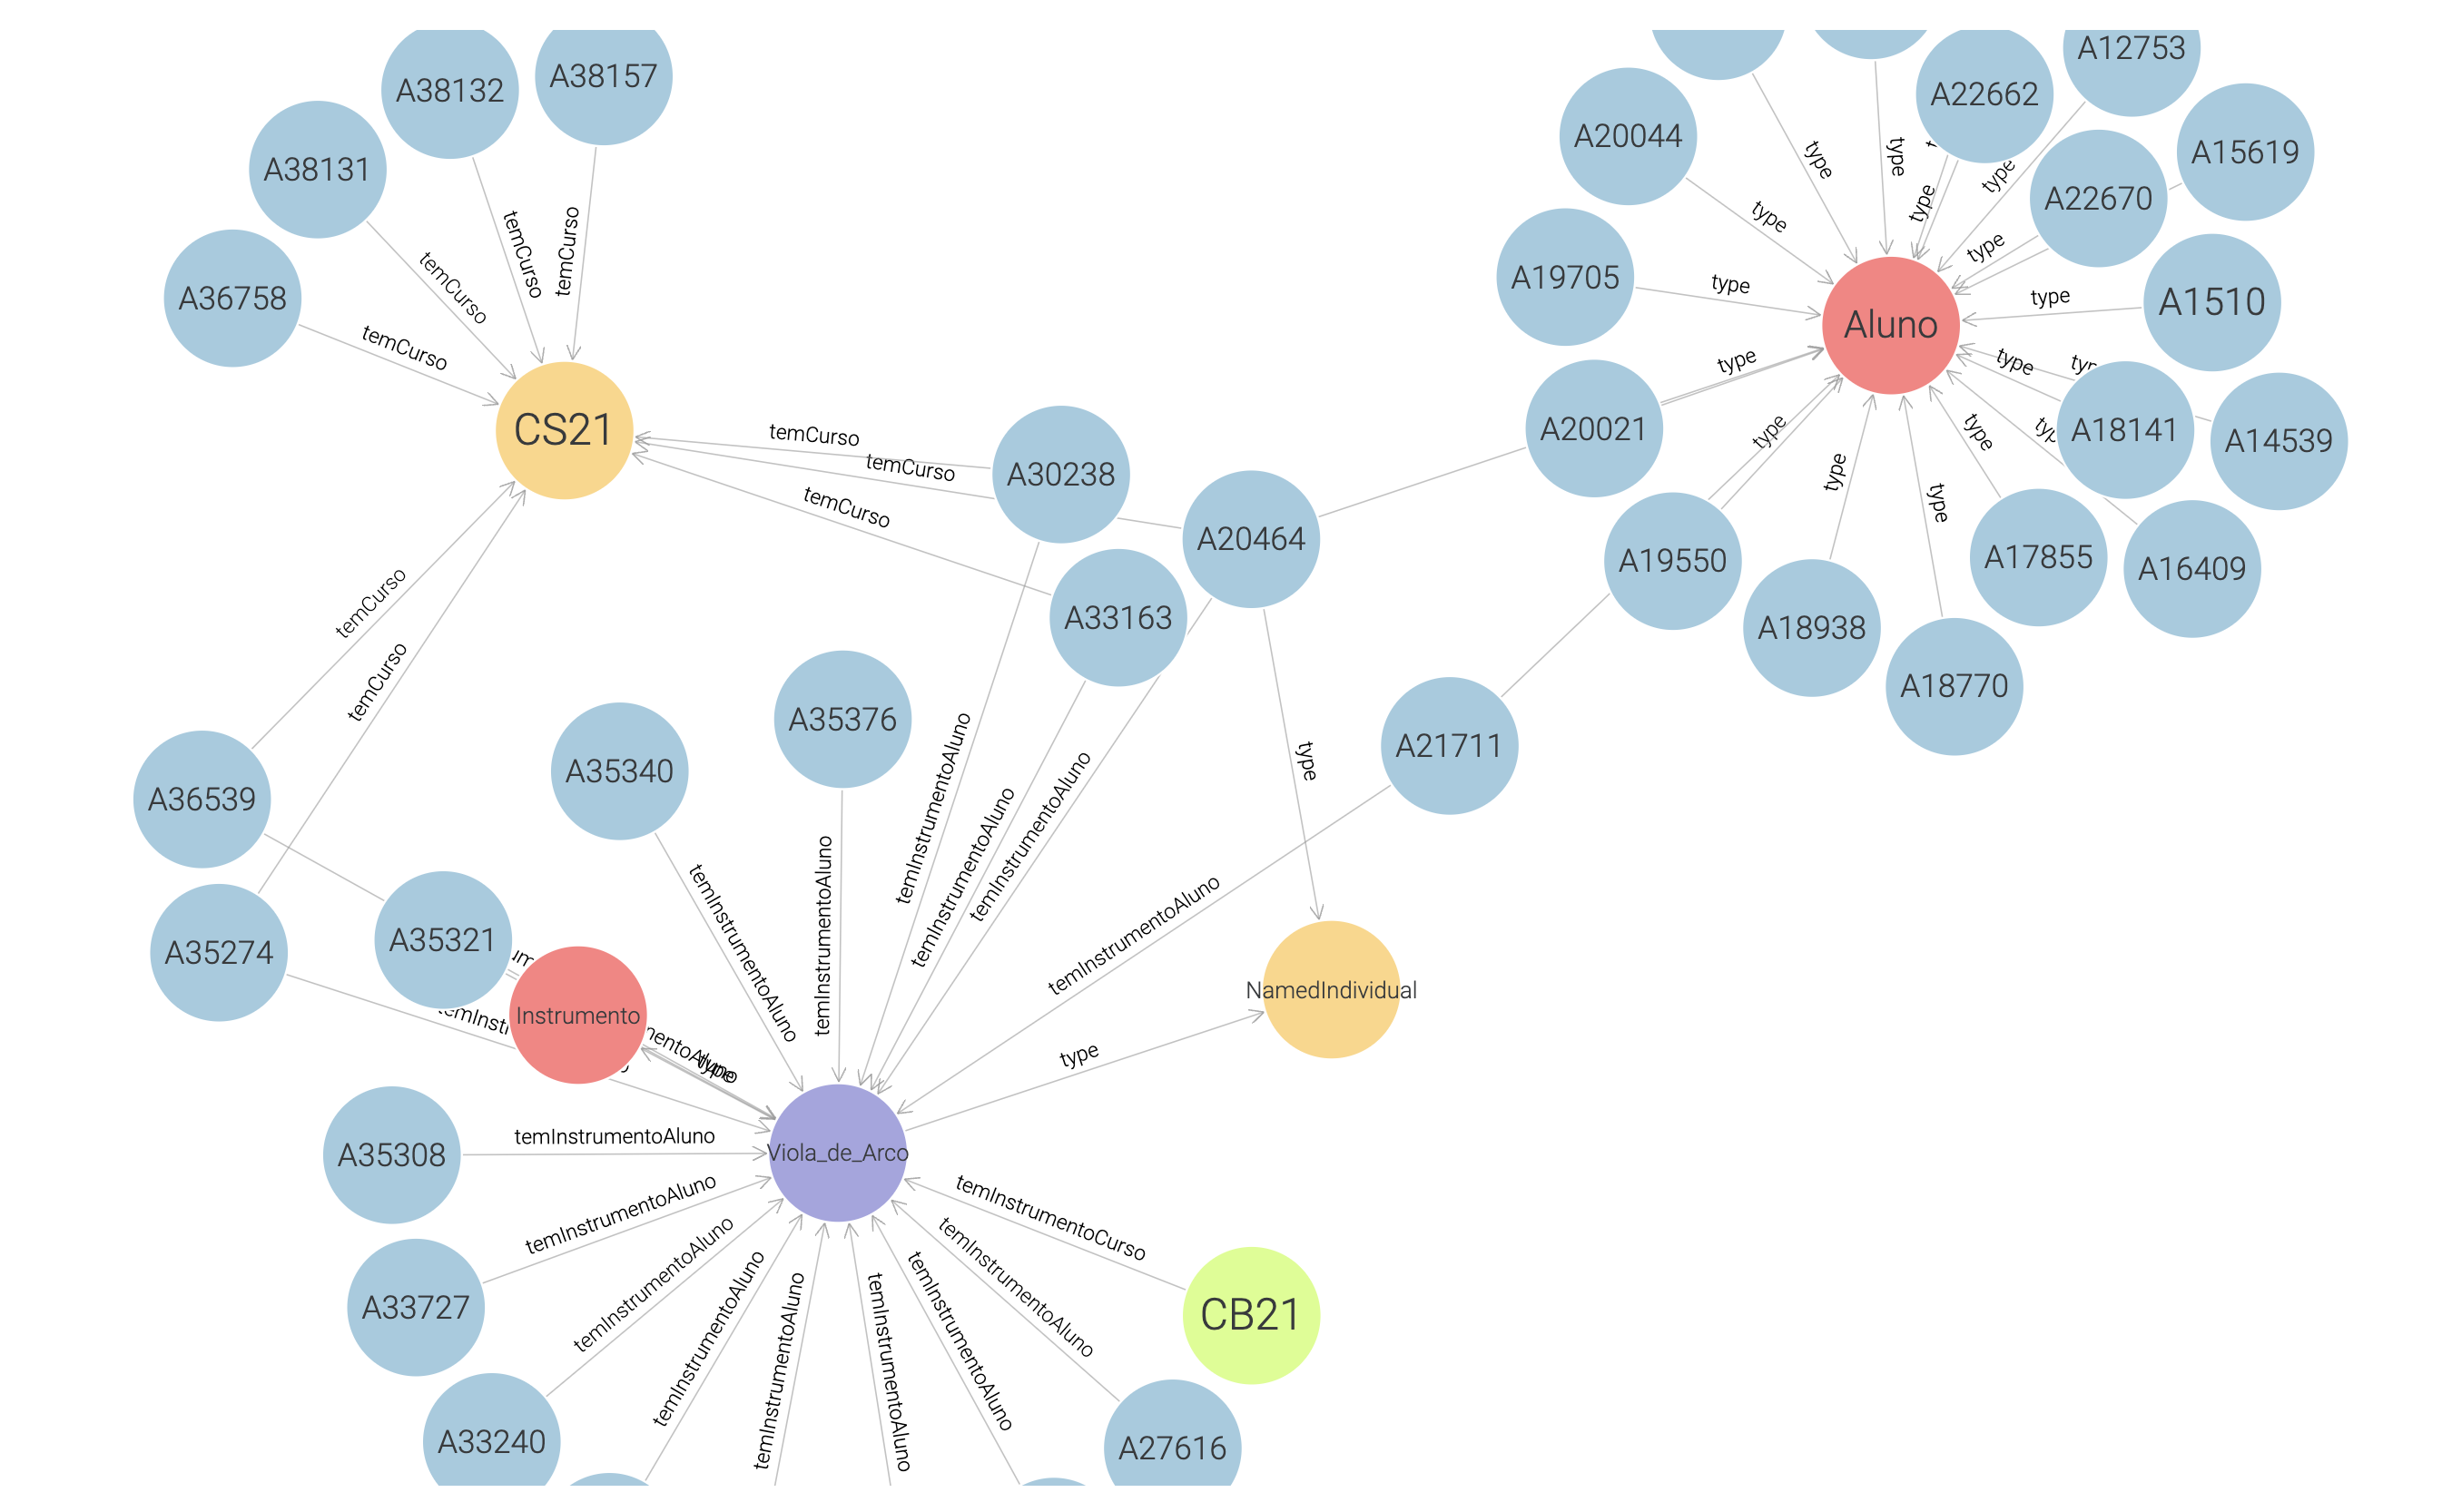 A38132
A38157
A38131
A36758
temCurso
temCurso
temCurso
temCurso
CS21
A12753
A22662
A20044
A15619
A22670
A19705
A1510
Aluno
type
type
type
type
type
type
type
type
type
type
type
type
type
type
A20021
A18141
A14539
A19550
A17855
A16409
A18938
A18770
temCurso
temCurso
temCurso
A30238
A20464
A33163
temCurso
temCurso
A36539
A35340
A35376
A21711
A35274
A35321
Instrumento
temInstrumentoAluno
temInstrumentoAluno
temInstrumentoAluno
temInstrumentoAluno
temInstrumentoAluno
temInstrumentoAluno
type
NamedIndividual
type
type
A35308
temInstrumentoAluno
Viola_de_Arco
temInstrumentoAluno
temInstrumentoCurso
A33727
temInstrumentoAluno
temInstrumentoAluno
temInstrumentoAluno
temInstrumentoAluno
temInstrumentoAluno
temInstrumentoAluno
CB21
A33240
A27616